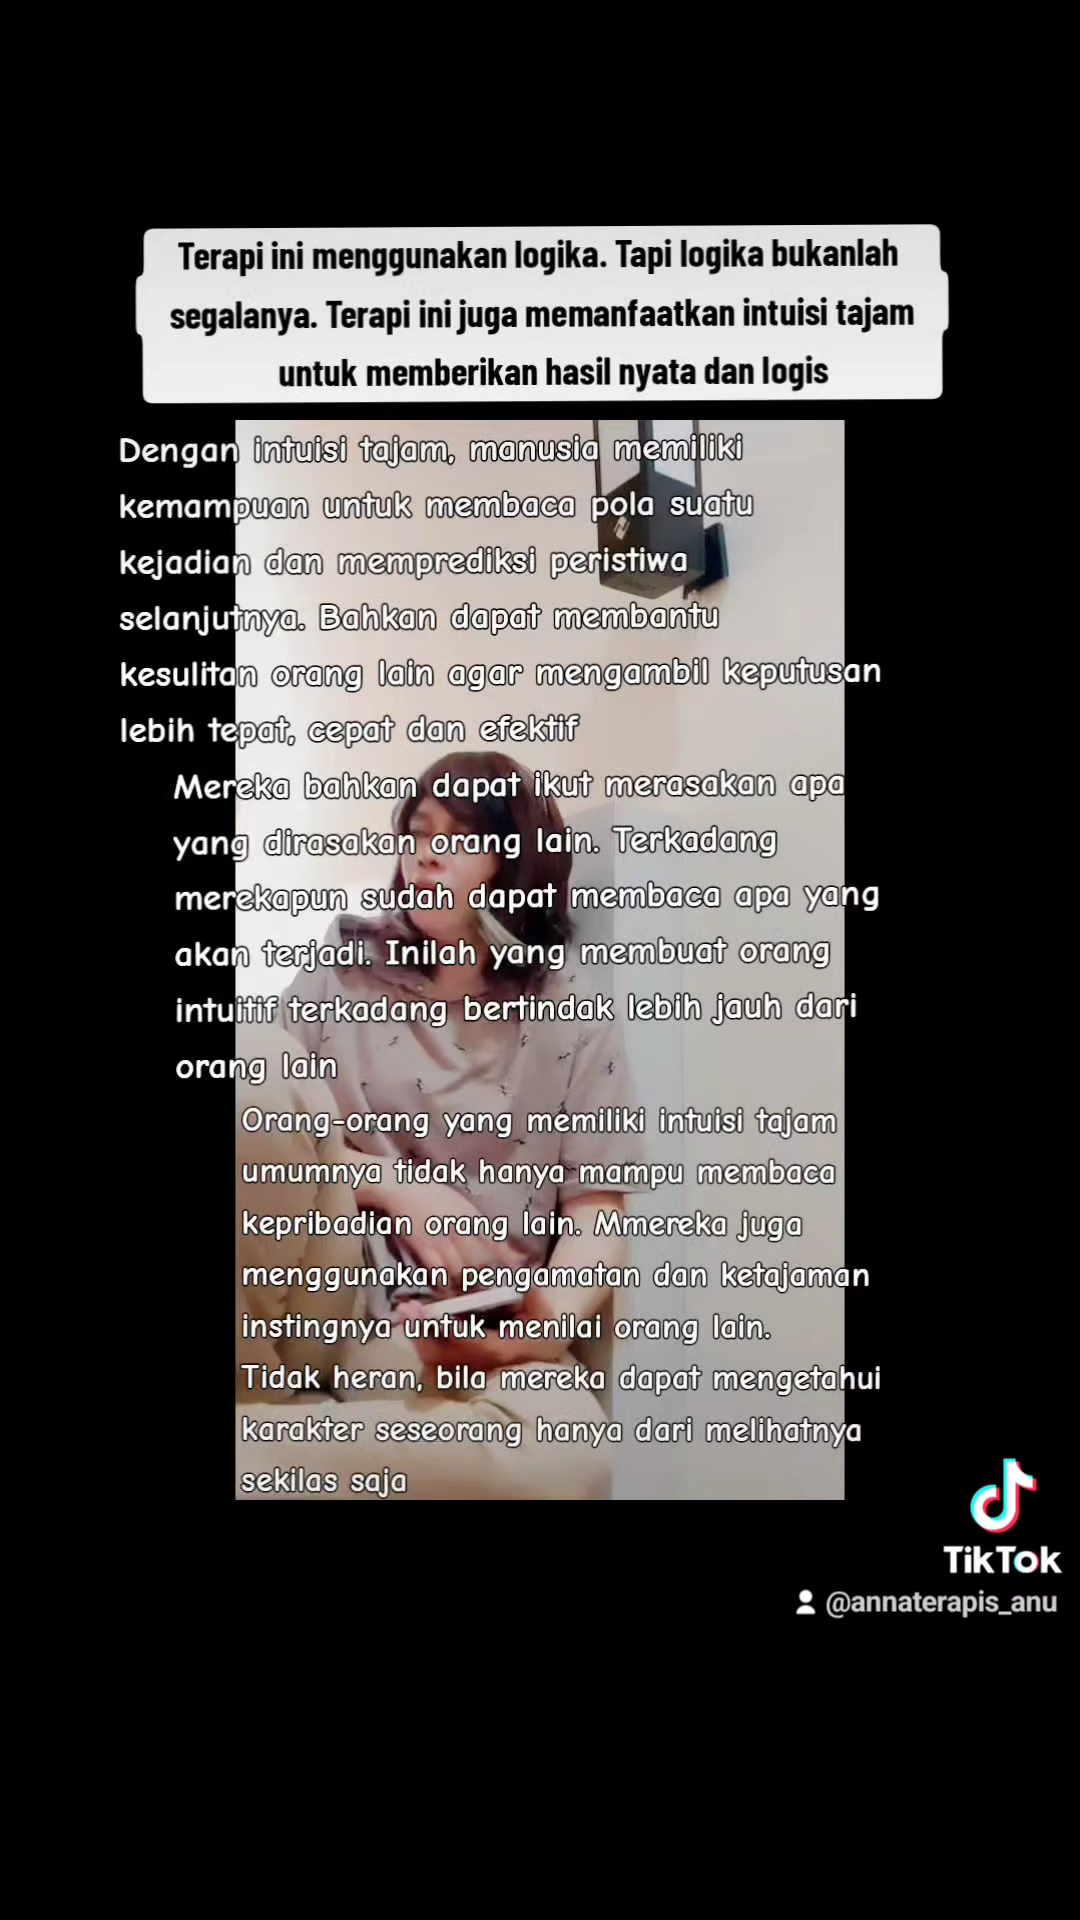 Terapi ini menggunakan logika. Tapi logika bukanlah
segalanya. Terapi ini juga memanfaatkan intuisi tajam
untuk memberikan hasil nyata dan logis
Dengan intuisi tajam, manusia memiliki
kemampuan untuk membaca pola suatu
kejadian dan memprediksi peristiwa
selanjutnya. Bahkan dapat membantu
kesulitan orang lain agar mengambil keputusan
lebih tepat, cepat dan efektif
Mereka bahkan dapat ikut merasakan apa
yang dirasakan orang lain. Terkadang
merekapun sudah dapat membaca apa yang
akan terjadi. Inilah yang membuat orang
intuitif terkadang bertindak lebih jauh dari
orang lain
Orang-orang yang memiliki intuisi tajam
umumnya tidak hanya mampu membaca
kepribadian orang lain. Mmereka juga
menggunakan pengamatan dan ketajaman
instingnya untuk menilai orang lain.
Tidak heran, bila mereka dapat mengetahui
karakter seseorang hanya dari melihatnya
sekilas saja
TikTok
@annaterapis_anu